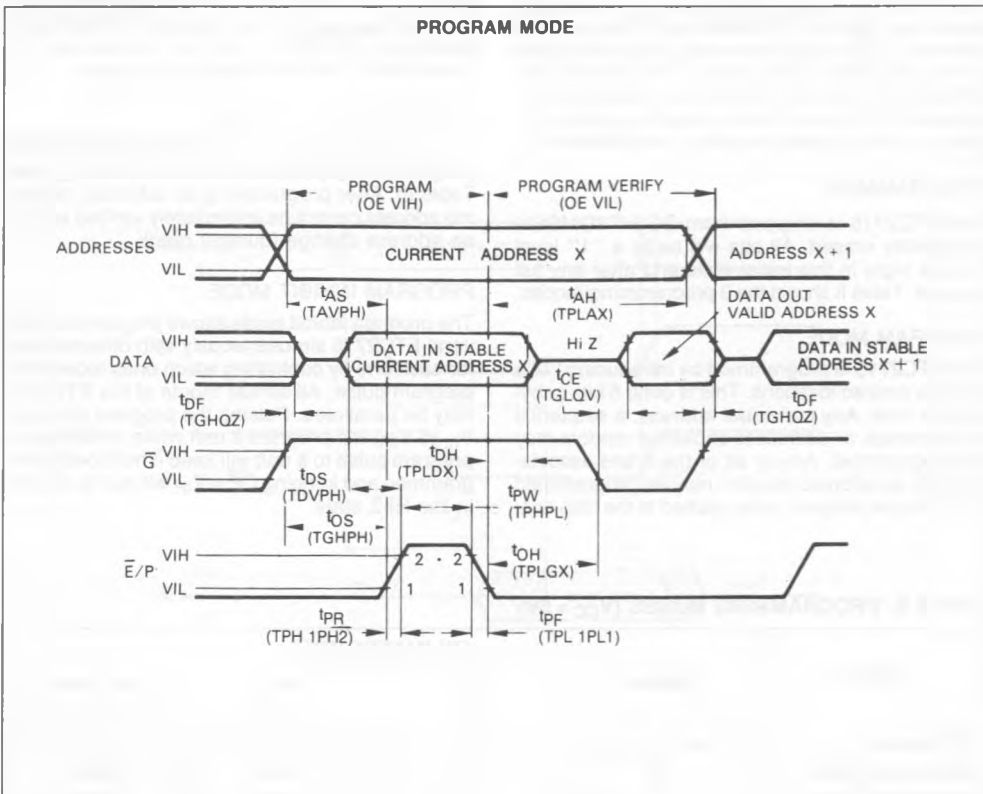 PROGRAM MODE
PROGRAM
(OE VIH)
PROGRAM VERIFY
(OE VIL)
VIH
ADDRESSES
VIL
CURRENT ADDRESS X
ADDRESS X + 1
tAS
(TAVPH)
tAH
(TPLAX)
DATA OUT
VALID ADDRESS X
VIH
DATA
VIL
DATA IN STABLE
CURRENT ADDRESS X
Hi Z
DATA IN STABLE
ADDRESS X + 1
tDF
(TGHQZ)
tCE
(TGLQV)
tDF
(TGHQZ)
VIH
G
VIL
tDH
(TPLDX)
tDS
(TDVPH)
tPW
(TPHPL)
tOS
(TGHPH)
tOH
(TPLGX)
VIH
E/P
VIL
2 · 2
1 1
tPR
(TPH 1PH2)
tPF
(TPL 1PL1)